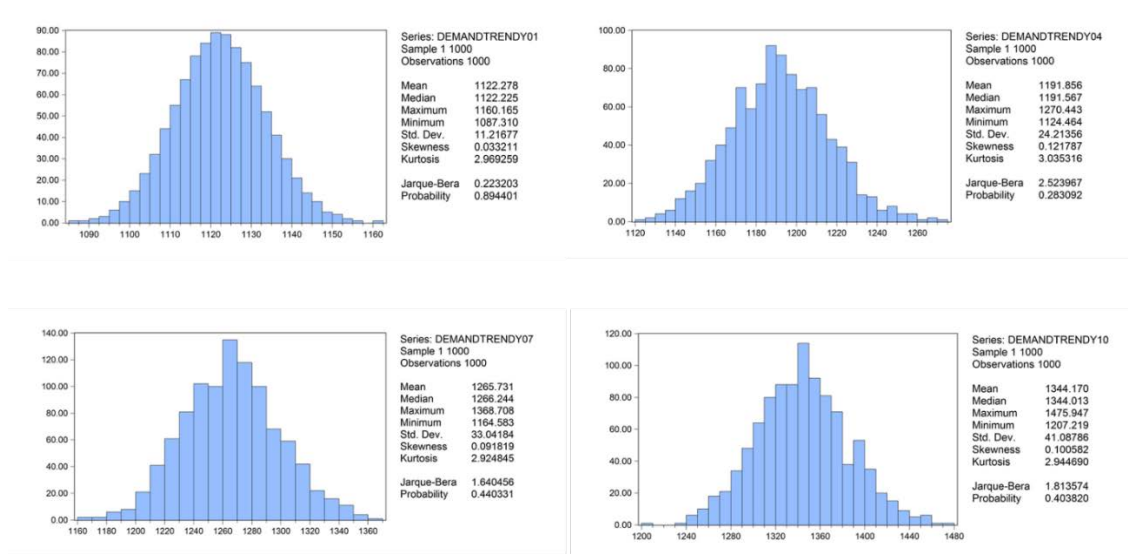 90.00
80.00
70.00
60.00
50.00
40.00
30.00
20.00
10.00
0.00
1090 1100 1110 1120 1130 1140 1150 1160
Series: DEMANDTRENDY01
Sample 1 1000
Observations 1000
Mean 1122.278
Median 1122.225
Maximum 1160.165
Minimum 1087.310
Std. Dev. 11.21677
Skewness 0.033211
Kurtosis 2.969259
Jarque-Bera 0.223203
Probability 0.894401
100.00
80.00
60.00
40.00
20.00
0.00
1120 1140 1160 1180 1200 1220 1240 1260
Series: DEMANDTRENDY04
Sample 1 1000
Observations 1000
Mean 1191.856
Median 1191.567
Maximum 1270.443
Minimum 1124.464
Std. Dev. 24.21356
Skewness 0.121787
Kurtosis 3.035316
Jarque-Bera 2.523967
Probability 0.283092
140.00
120.00
100.00
80.00
60.00
40.00
20.00
0.00
1160 1180 1200 1220 1240 1260 1280 1300 1320 1340 1360
Series: DEMANDTRENDY07
Sample 1 1000
Observations 1000
Mean 1265.731
Median 1266.244
Maximum 1368.708
Minimum 1164.583
Std. Dev. 33.04184
Skewness 0.091819
Kurtosis 2.924845
Jarque-Bera 1.640456
Probability 0.440331
120.00
100.00
80.00
60.00
40.00
20.00
0.00
1200 1240 1280 1320 1360 1400 1440 1480
Series: DEMANDTRENDY10
Sample 1 1000
Observations 1000
Mean 1344.170
Median 1344.013
Maximum 1475.947
Minimum 1207.219
Std. Dev. 41.08786
Skewness 0.100582
Kurtosis 2.944690
Jarque-Bera 1.813574
Probability 0.403820